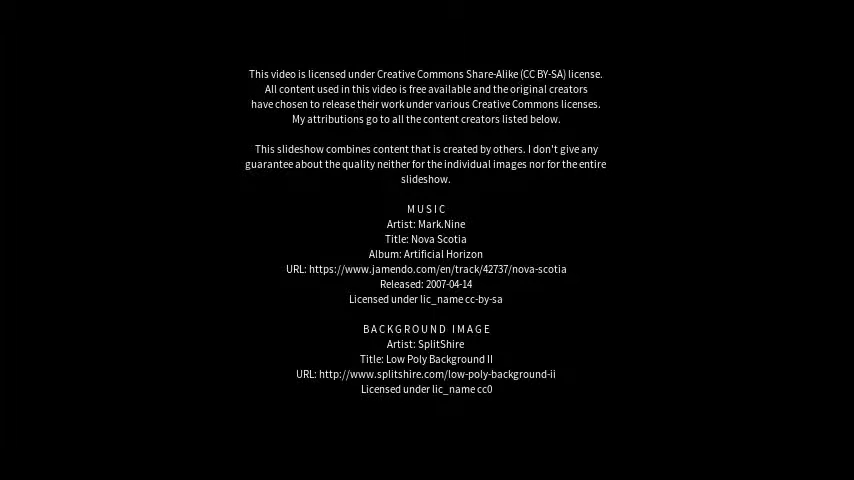 This video is licensed under Creative Commons Share-Alike (CC BY-SA) license.
All content used in this video is free available and the original creators
have chosen to release their work under various Creative Commons licenses.
My attributions go to all the content creators listed below.
This slideshow combines content that is created by others. I don't give any
guarantee about the quality neither for the individual images nor for the entire
slideshow.
MUSIC
Artist: Mark.Nine
Title: Nova Scotia
Album: Artificial Horizon
URL: https://www.jamendo.com/en/track/42737/nova-scotia
Released: 2007-04-14
Licensed under lic_name cc-by-sa
BACKGROUND IMAGE
Artist: SplitShire
Title: Low Poly Background II
URL: http://www.splitshire.com/low-poly-background-ii
Licensed under lic_name cc0